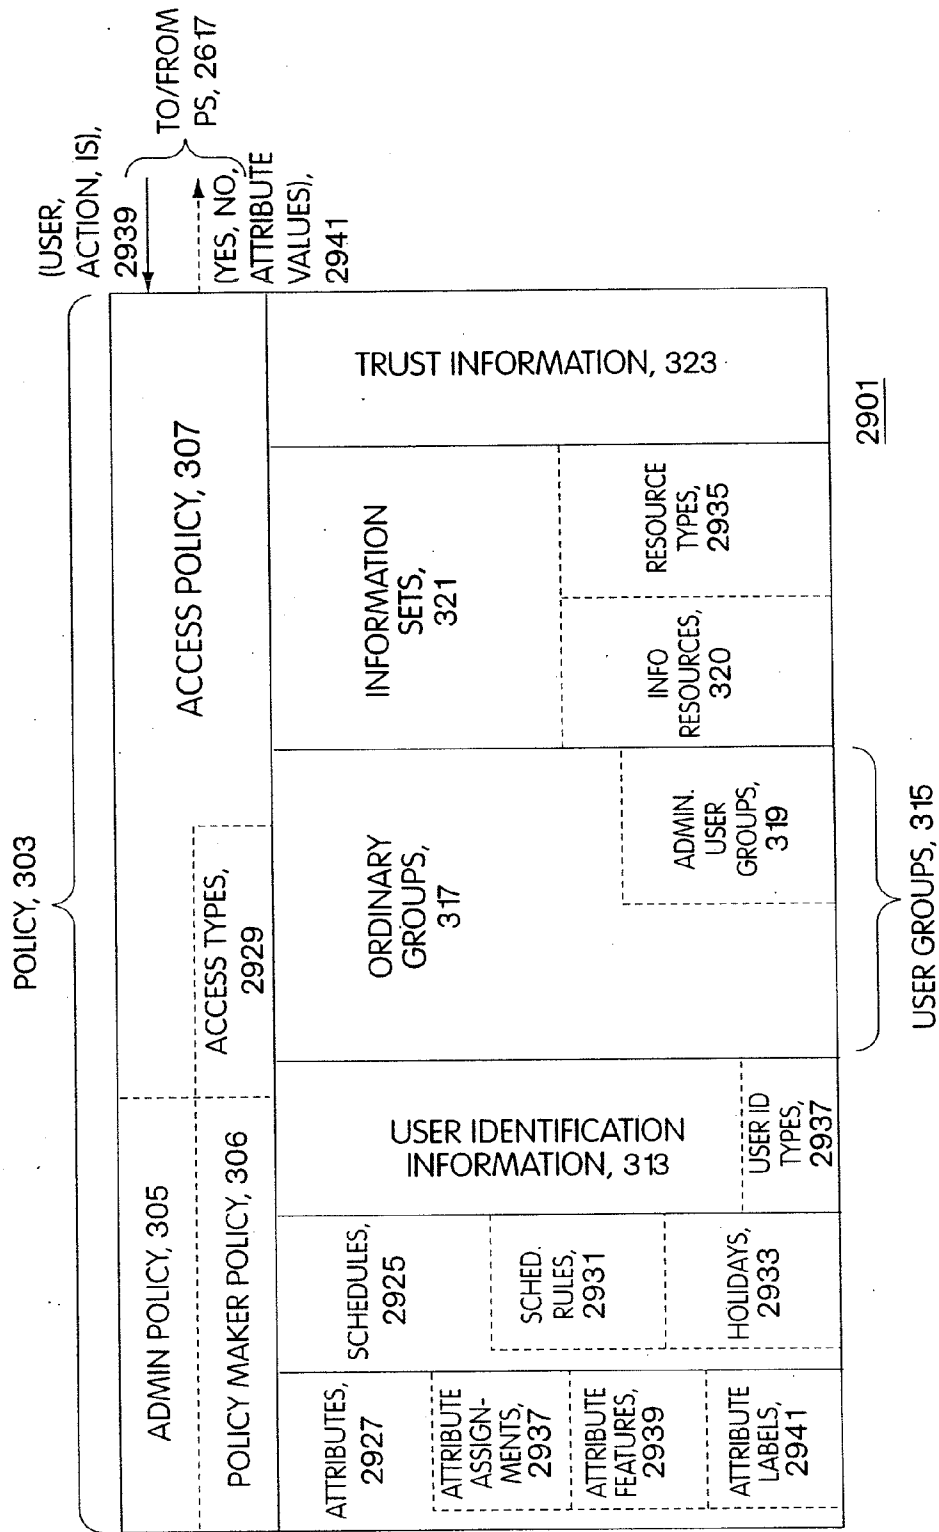 POLICY, 303
(USER,
ACTION, IS),
2939
TO/FROM
PS, 2617
(YES, NO,
ATTRIBUTE
VALUES),
2941
ADMIN POLICY, 305
POLICY MAKER POLICY, 306
ACCESS TYPES,
2929
ACCESS POLICY, 307
ATTRIBUTES,
2927
ATTRIBUTE
ASSIGN-
MENTS,
2937
ATTRIBUTE
FEATURES,
2939
ATTRIBUTE
LABELS,
2941
SCHEDULES,
2925
SCHED.
RULES,
2931
HOLIDAYS,
2933
USER IDENTIFICATION
INFORMATION, 313
USER ID
TYPES,
2937
ORDINARY
GROUPS,
317
ADMIN.
USER
GROUPS,
319
INFORMATION
SETS,
321
INFO
RESOURCES,
320
RESOURCE
TYPES,
2935
TRUST INFORMATION, 323
USER GROUPS, 315
2901